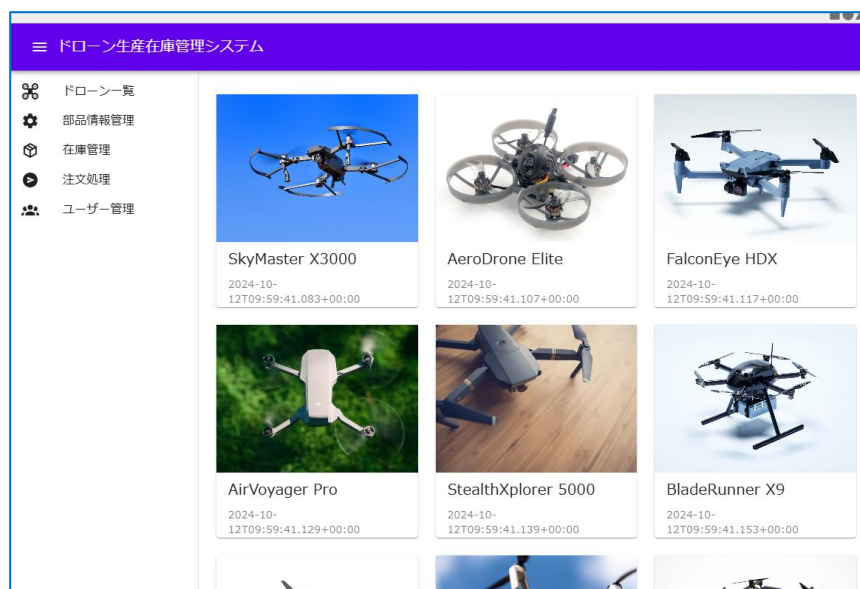 ドローン生産在庫管理システム
ドローン一覧
部品情報管理
在庫管理
注文処理
ユーザー管理
SkyMaster X3000
2024-10-
12T09:59:41.083+00:00
AeroDrone Elite
2024-10-
12T09:59:41.107+00:00
FalconEye HDX
2024-10-
12T09:59:41.117+00:00
AirVoyager Pro
2024-10-
12T09:59:41.129+00:00
StealthXplorer 5000
2024-10-
12T09:59:41.139+00:00
BladeRunner X9
2024-10-
12T09:59:41.153+00:00